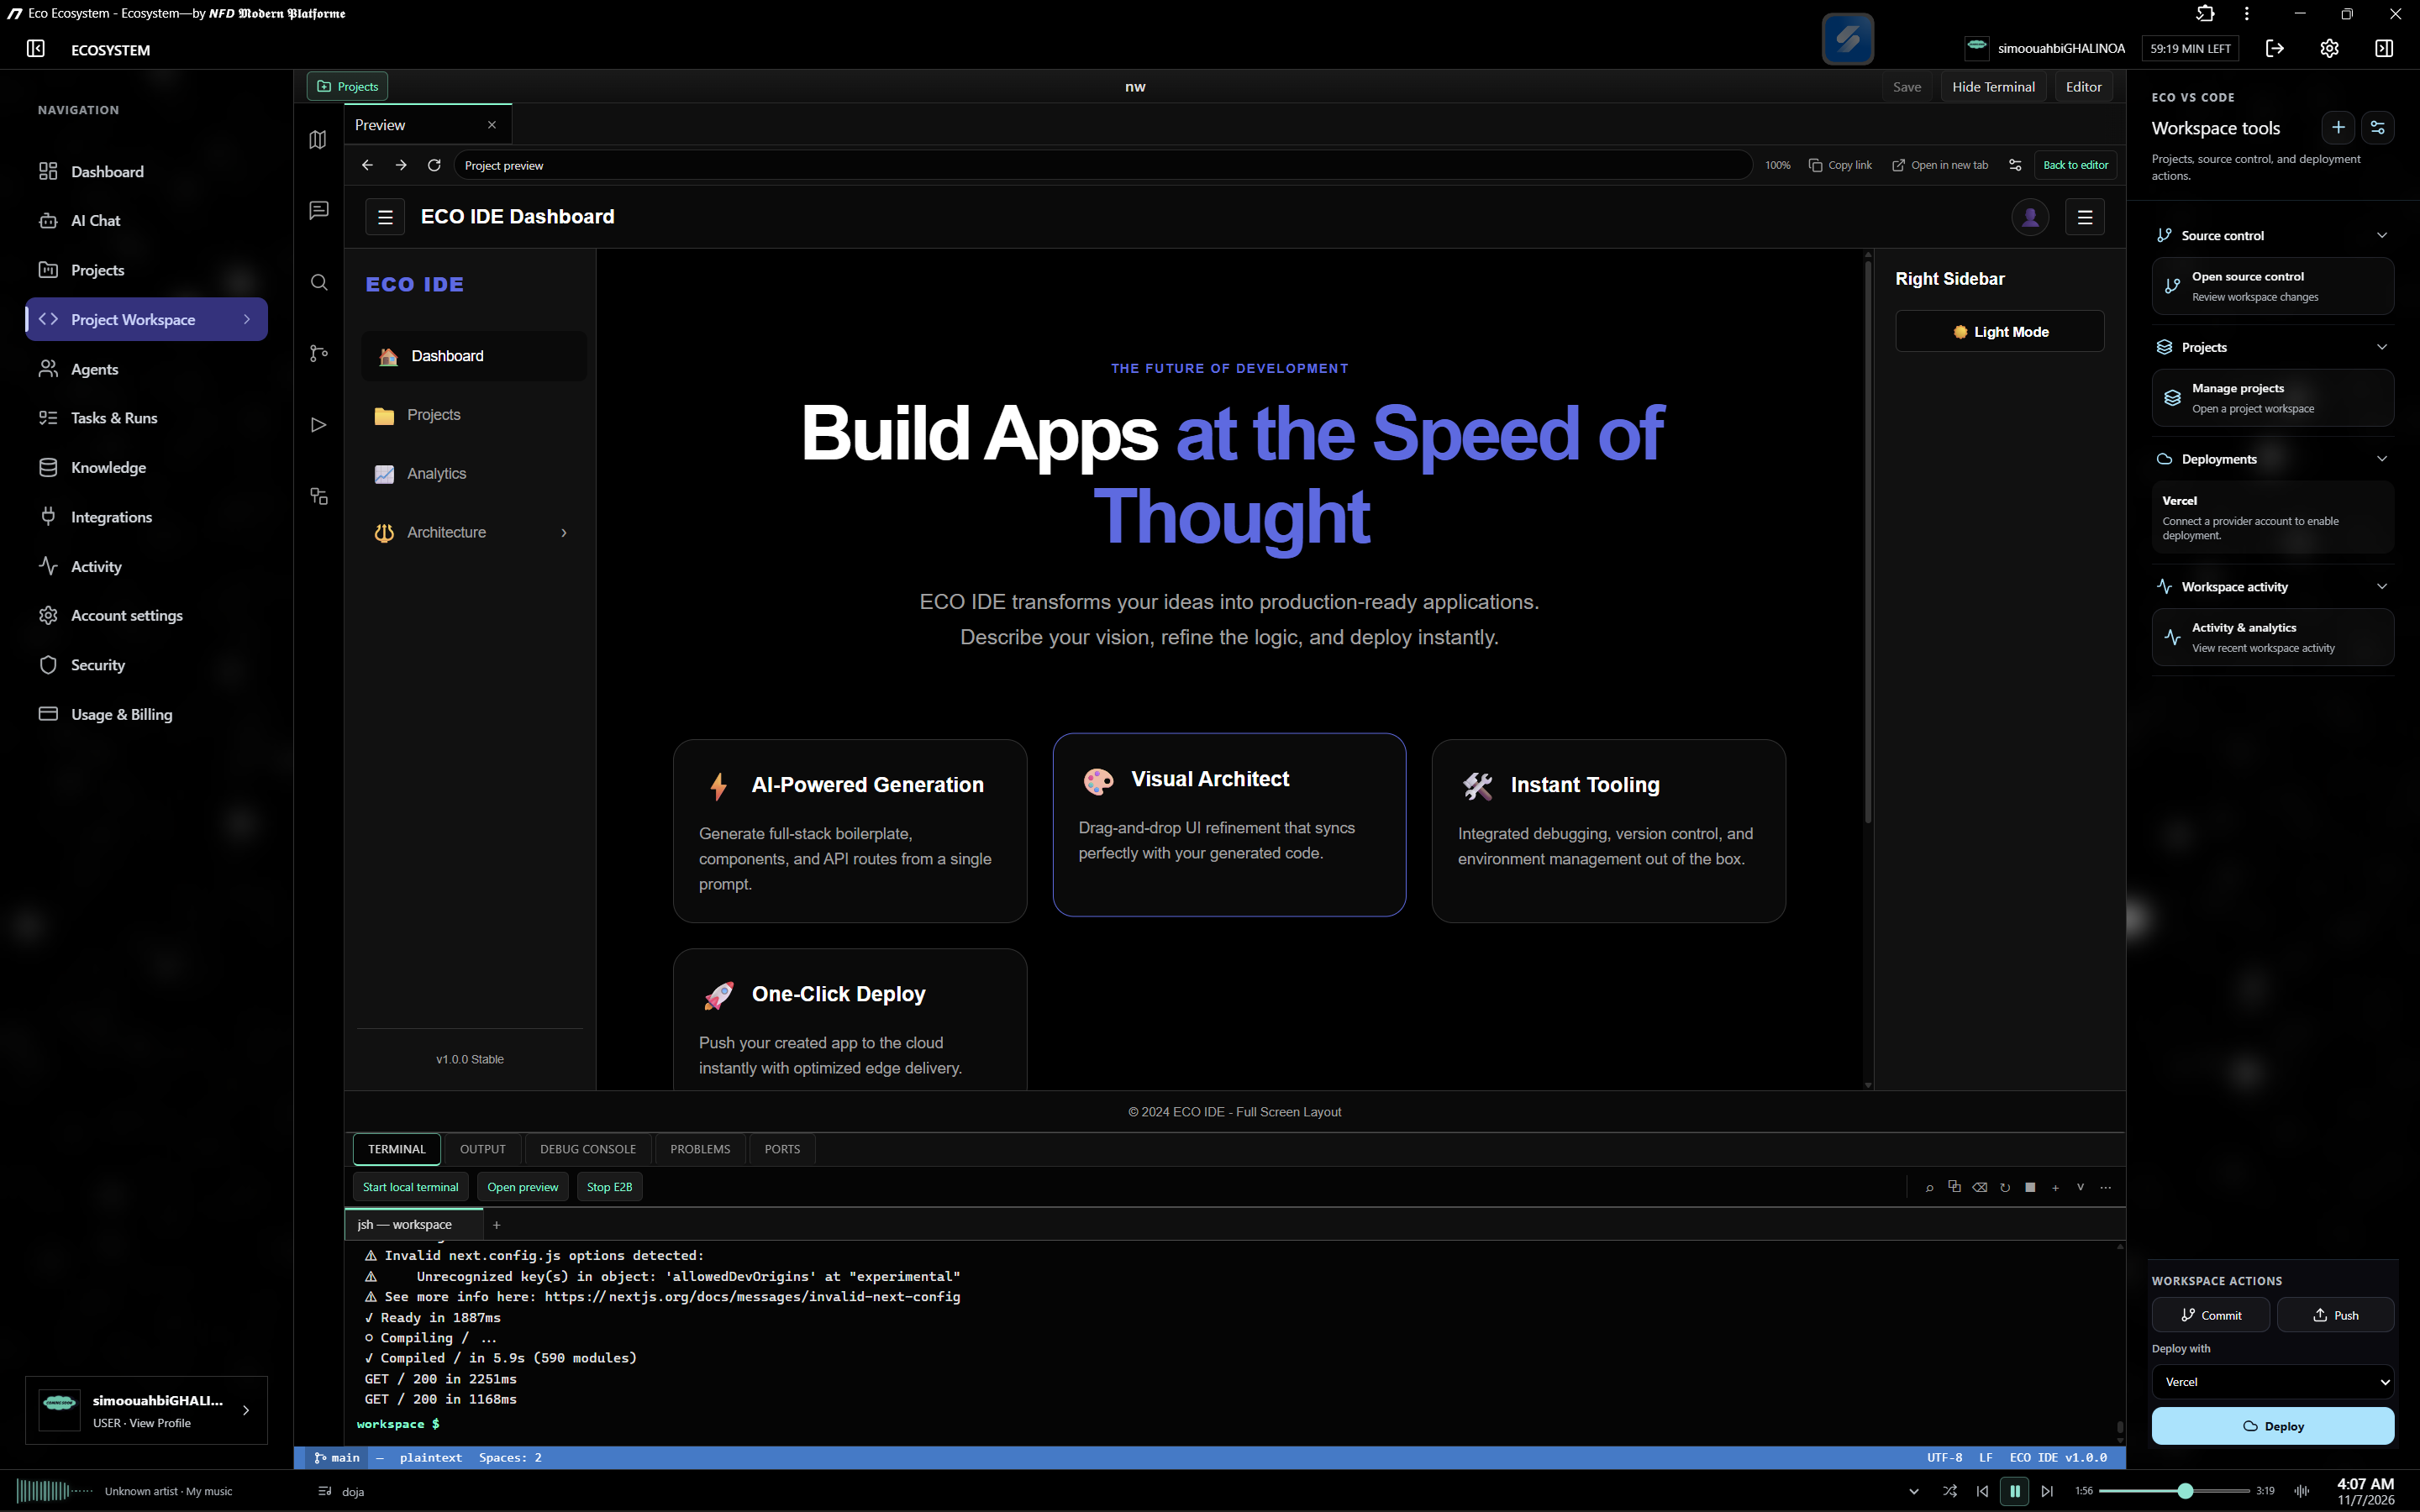 Eco Ecosystem - Ecosystem—by NFD 𝕸𝖔𝖉𝖊𝖗𝖓 𝕻𝖑𝖆𝖙𝖋𝖔𝖗𝖒𝖊
ECOSYSTEM
simoouahbiGHALINOA
59:19 MIN LEFT
NAVIGATION
Dashboard
AI Chat
Projects
Project Workspace
Agents
Tasks & Runs
Knowledge
Integrations
Activity
Account settings
Security
Usage & Billing
simoouahbiGHALI...
USER · View Profile
Projects
nw
Save
Hide Terminal
Editor
Preview
Project preview
100%
Copy link
Open in new tab
Back to editor
ECO IDE Dashboard
ECO IDE
Dashboard
Projects
Analytics
Architecture
v1.0.0 Stable
THE FUTURE OF DEVELOPMENT
Build Apps at the Speed of
Thought
ECO IDE transforms your ideas into production-ready applications.
Describe your vision, refine the logic, and deploy instantly.
AI-Powered Generation
Generate full-stack boilerplate,
components, and API routes from a single
prompt.
Visual Architect
Drag-and-drop UI refinement that syncs
perfectly with your generated code.
Instant Tooling
Integrated debugging, version control, and
environment management out of the box.
One-Click Deploy
Push your created app to the cloud
instantly with optimized edge delivery.
Right Sidebar
Light Mode
© 2024 ECO IDE - Full Screen Layout
TERMINAL
OUTPUT
DEBUG CONSOLE
PROBLEMS
PORTS
Start local terminal
Open preview
Stop E2B
jsh — workspace
⚠ Invalid next.config.js options detected:
⚠ Unrecognized key(s) in object: 'allowedDevOrigins' at "experimental"
⚠ See more info here: https://nextjs.org/docs/messages/invalid-next-config
✓ Ready in 1887ms
○ Compiling / ...
✓ Compiled / in 5.9s (590 modules)
GET / 200 in 2251ms
GET / 200 in 1168ms
workspace $
main
— plaintext
Spaces: 2
UTF-8
LF
ECO IDE v1.0.0
ECO VS CODE
Workspace tools
Projects, source control, and deployment
actions.
Source control
Open source control
Review workspace changes
Projects
Manage projects
Open a project workspace
Deployments
Vercel
Connect a provider account to enable
deployment.
Workspace activity
Activity & analytics
View recent workspace activity
WORKSPACE ACTIONS
Commit
Push
Deploy with
Vercel
Deploy
Unknown artist · My music
doja
1:56
3:19
4:07 AM
11/7/2026